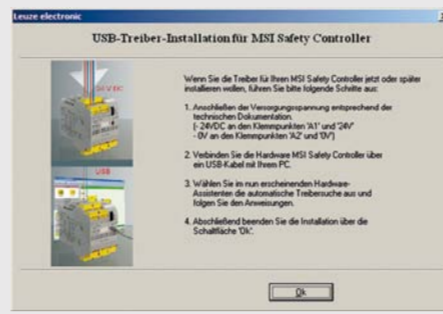 Leuze electronic
USB-Treiber-Installation für MSI Safety Controller
24 V DC
USB
Wenn Sie die Treiber für Ihren MSI Safety Controller jetzt oder später
installieren wollen, führen Sie bitte folgende Schritte aus:
1. Anschließen der Versorgungsspannung entsprechend der
technischen Dokumentation.
(- 24VDC an den Klemmpunkten 'A1' und '24V'
- 0V an den Klemmpunkten 'A2' und '0V')
2. Verbinden Sie die Hardware MSI Safety Controller über
ein USB-Kabel mit Ihrem PC.
3. Wählen Sie im nun erscheinenden Hardware-
Assistenten die automatische Treibersuche aus und
folgen Sie den Anweisungen.
4. Abschließend beenden Sie die Installation über die
Schaltfläche 'Ok'.
Ok